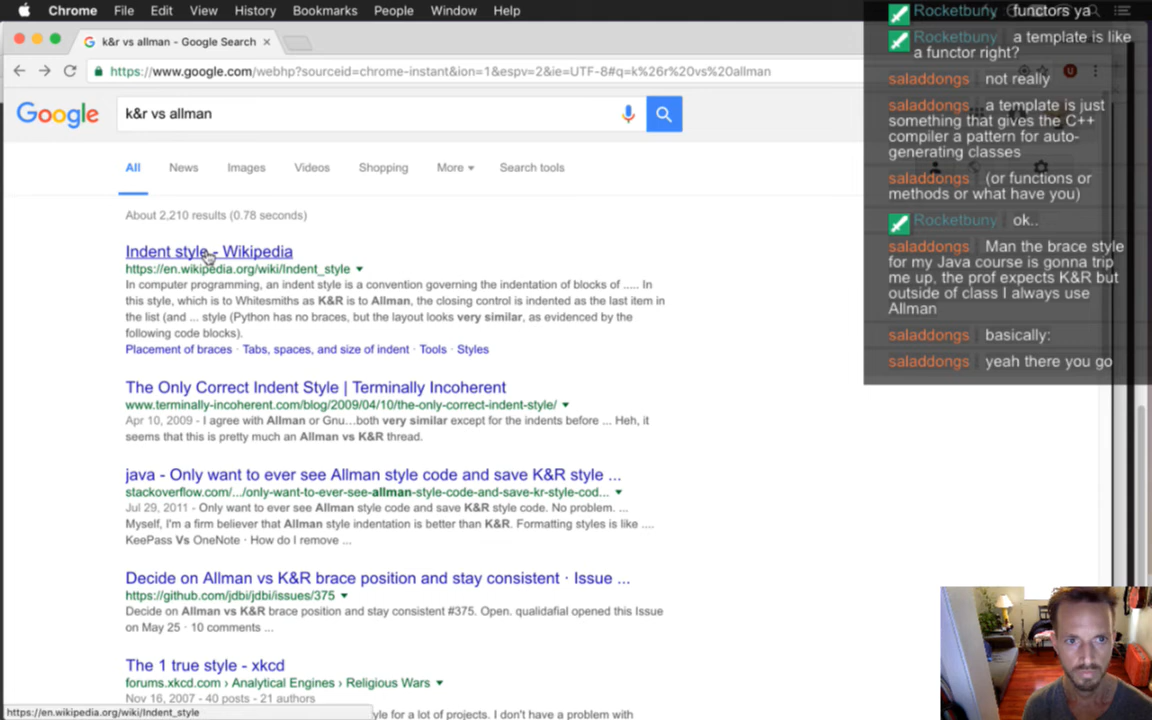 Chrome File Edit View History Bookmarks People Window Help
k&r vs allman - Google Search
https://www.google.com/webhp?sourceid=chrome-instant&ion=1&espv=2&ie=UTF-8#q=k%26r%20vs%20allman
Google
k&r vs allman
All News Images Videos Shopping More Search tools
About 2,210 results (0.78 seconds)
Indent style - Wikipedia
https://en.wikipedia.org/wiki/Indent_style
In computer programming, an indent style is a convention governing the indentation of blocks of ..... In
this style, which is to Whitesmiths as K&R is to Allman, the closing control is indented as the last item in
the list (and ... style (Python has no braces, but the layout looks very similar, as evidenced by the
following code blocks).
Placement of braces · Tabs, spaces, and size of indent · Tools · Styles
The Only Correct Indent Style | Terminally Incoherent
www.terminally-incoherent.com/blog/2009/04/10/the-only-correct-indent-style/
Apr 10, 2009 - I agree with Allman or Gnu...both very similar except for the indents before ... Heh, it
seems that this is pretty much an Allman vs K&R thread.
java - Only want to ever see Allman style code and save K&R style ...
stackoverflow.com/.../only-want-to-ever-see-allman-style-code-and-save-kr-style-cod...
Jul 29, 2011 - Only want to ever see Allman style code and save K&R style code. No problem. ...
Myself, I'm a firm believer that Allman style indentation is better than K&R. Formatting styles is like ....
KeePass Vs OneNote · How do I remove ...
Decide on Allman vs K&R brace position and stay consistent · Issue ...
https://github.com/jdbi/jdbi/issues/375
Decide on Allman vs K&R brace position and stay consistent #375. Open. qualidafial opened this Issue
on May 25 · 10 comments ...
The 1 true style - xkcd
forums.xkcd.com › Analytical Engines › Religious Wars
Nov 16, 2007 - 40 posts - 21 authors
yle for a lot of projects. I don't have a problem with
https://en.wikipedia.org/wiki/Indent_style
Rocketbuny functors ya
Rocketbuny a template is like
a functor right?
saladdongs not really
saladdongs a template is just
something that gives the C++
compiler a pattern for auto-
generating classes
saladdongs (or functions or
methods or what have you)
Rocketbuny ok..
saladdongs Man the brace style
for my Java course is gonna trip
me up, the prof expects K&R but
outside of class I always use
Allman
saladdongs basically:
saladdongs yeah there you go